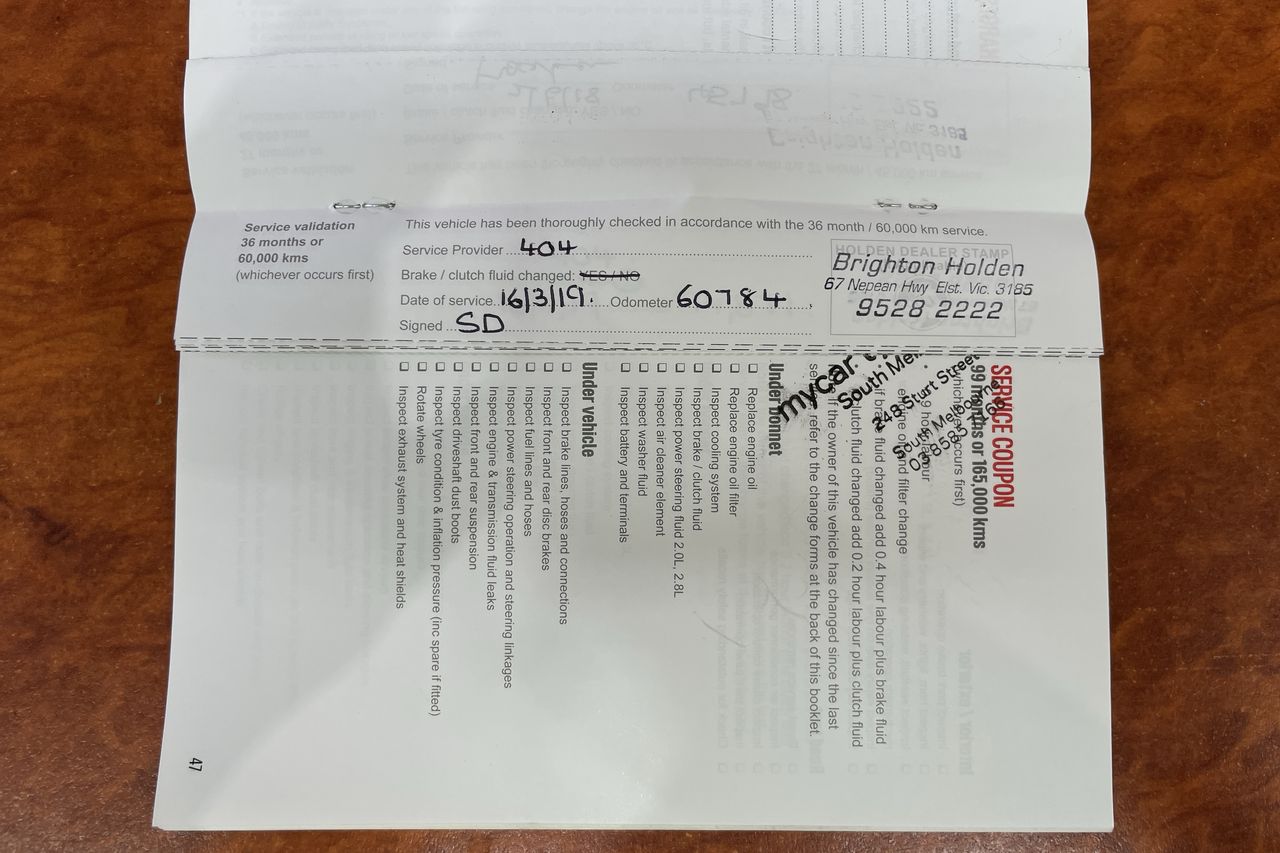 Service validation
36 months or
60,000 kms
(whichever occurs first)
This vehicle has been thoroughly checked in accordance with the 36 month / 60,000 km service.
Service Provider 404
Brake / clutch fluid changed: YES / NO
Date of service 16/3/19. Odometer 60784
Signed SD
HOLDEN DEALER STAMP
Brighton Holden
67 Nepean Hwy Elst. Vic. 3185
9528 2222
SERVICE COUPON
99 months or 165,000 kms
(whichever occurs first)
hour labour
engine oil and filter change
If brake fluid changed add 0.4 hour labour plus brake fluid
clutch fluid changed add 0.2 hour labour plus clutch fluid
If the owner of this vehicle has changed since the last
refer to the change forms at the back of this booklet.
mycar
South
248 Sturt Street
South Melbourne
Under bonnet
Replace engine oil
Replace engine oil filter
Inspect cooling system
Inspect brake / clutch fluid
Inspect power steering fluid 2.0L, 2.8L
Inspect air cleaner element
Inspect washer fluid
Inspect battery and terminals
Under vehicle
Inspect brake lines, hoses and connections
Inspect front and rear disc brakes
Inspect fuel lines and hoses
Inspect power steering operation and steering linkages
Inspect engine & transmission fluid leaks
Inspect front and rear suspension
Inspect driveshaft dust boots
Inspect tyre condition & inflation pressure (inc spare if fitted)
Rotate wheels
Inspect exhaust system and heat shields
47